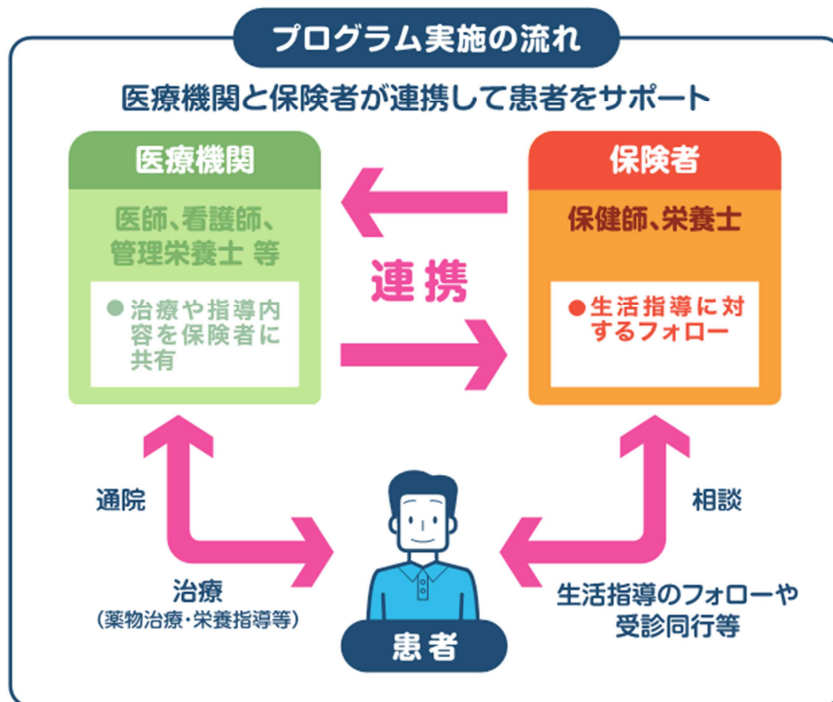 プログラム実施の流れ
医療機関と保険者が連携して患者をサポート
医療機関
医師、看護師、
管理栄養士 等
●治療や指導内
容を保険者に
共有
連携
保険者
保健師、栄養士
●生活指導に対
するフォロー
通院
治療
（薬物治療・栄養指導等）
相談
生活指導のフォローや
受診同行等
患者